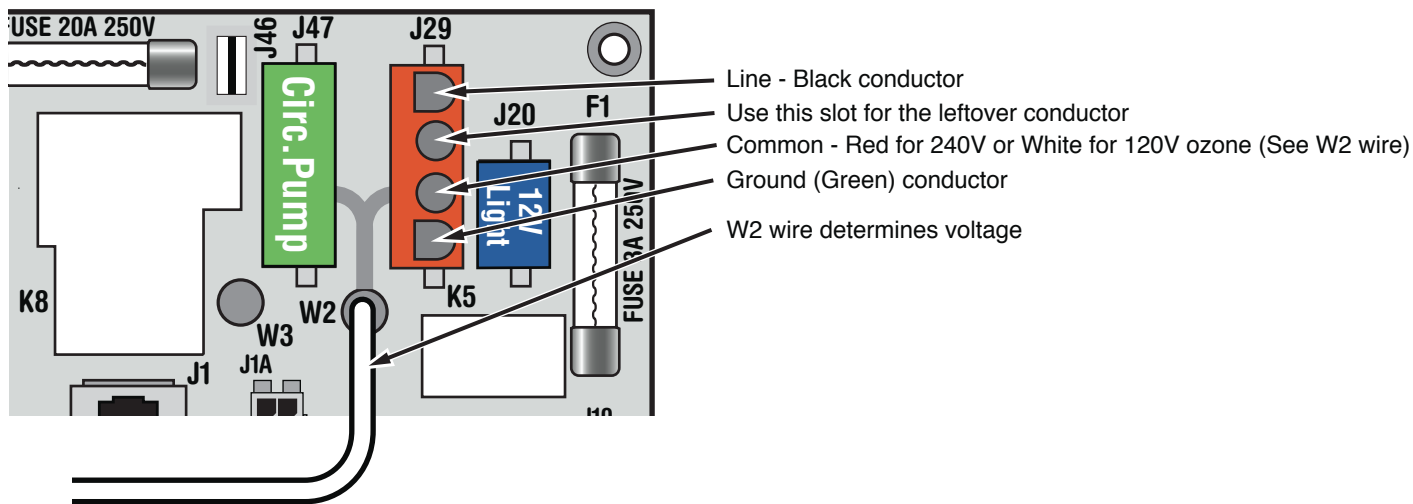 FUSE 20A 250V
J46
J47
J29
Circ. Pump
J20
12V
Light
F1
FUSE 3A 250V
K8
W3
W2
K5
J1
J1A
Line - Black conductor
Use this slot for the leftover conductor
Common - Red for 240V or White for 120V ozone (See W2 wire)
Ground (Green) conductor
W2 wire determines voltage